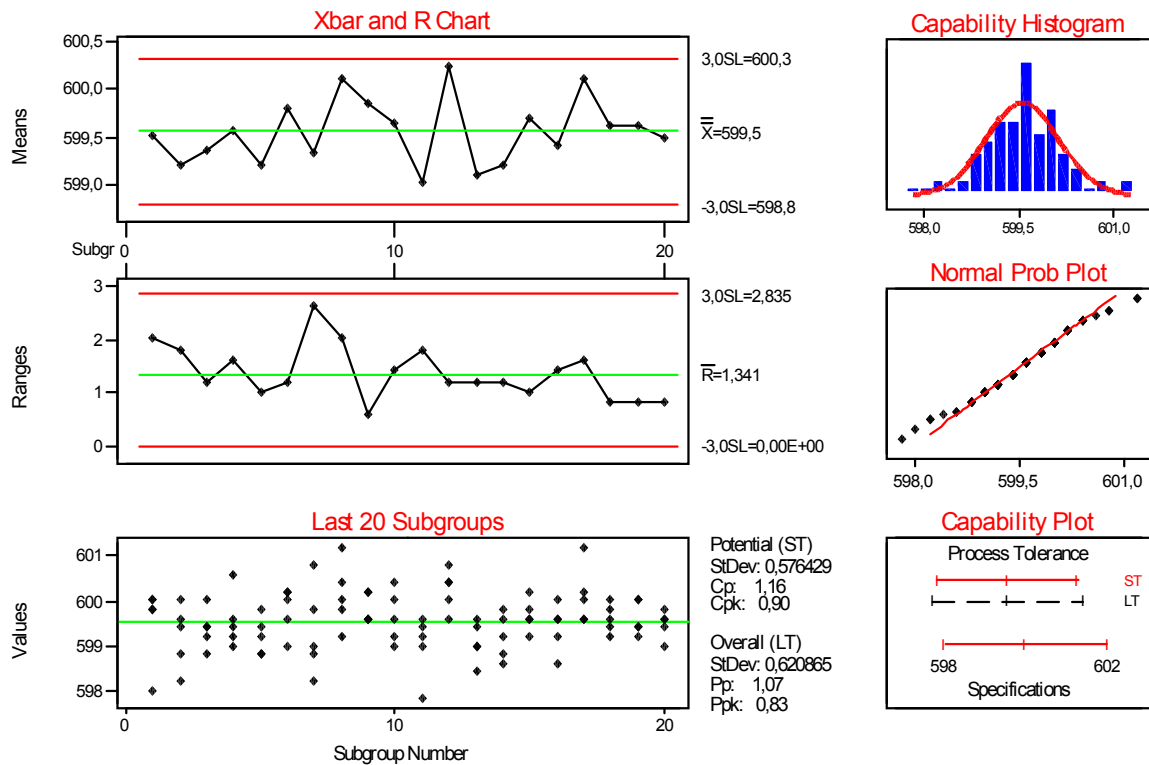 Xbar and R Chart
600,5
600,0
599,5
599,0
Means
3,0SL=600,3
X=599,5
-3,0SL=598,8
Subgr
0
10
20
3
2
1
0
Ranges
3,0SL=2,835
R=1,341
-3,0SL=0,00E+00
Last 20 Subgroups
601
600
599
598
Values
0
10
20
Subgroup Number
Potential (ST)
StDev: 0,576429
Cp: 1,16
Cpk: 0,90
Overall (LT)
StDev: 0,620865
Pp: 1,07
Ppk: 0,83
Capability Histogram
598,0
599,5
601,0
Normal Prob Plot
598,0
599,5
601,0
Capability Plot
Process Tolerance
ST
LT
598
602
Specifications